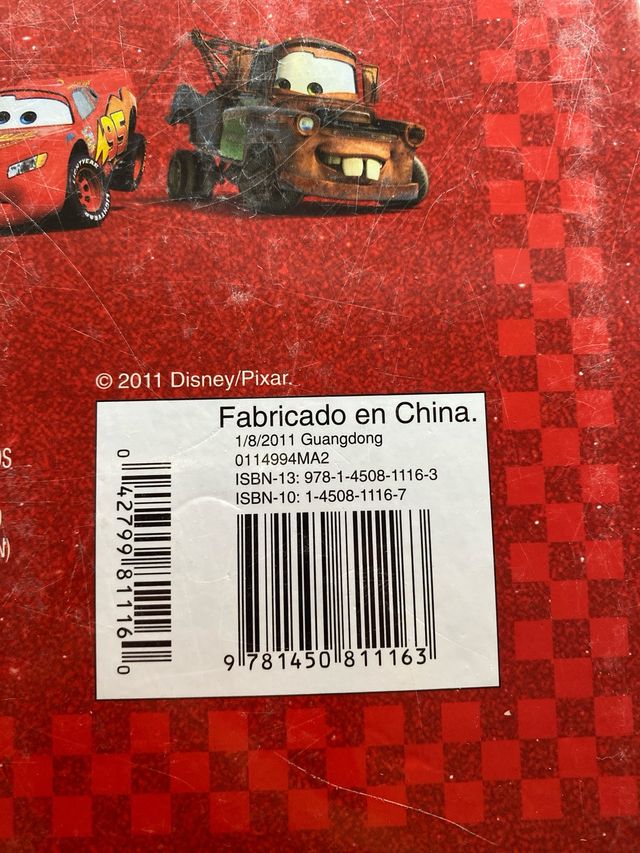 95
LIGHTYEAR
© 2011 Disney/Pixar.
Fabricado en China.
1/8/2011 Guangdong
0114994MA2
ISBN-13: 978-1-4508-1116-3
ISBN-10: 1-4508-1116-7
0 42799 81116 0
9 781450 811163